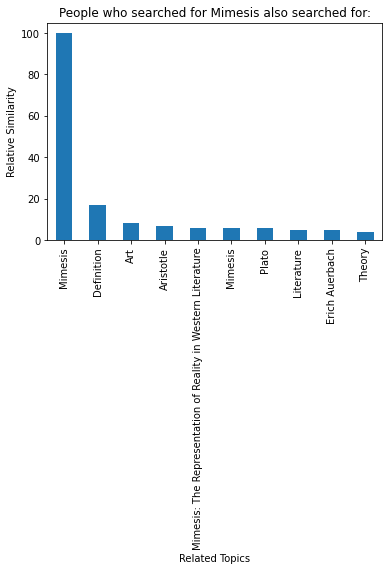 People who searched for Mimesis also searched for:
Relative Similarity
100
80
60
40
20
0
Mimesis
Definition
Art
Aristotle
Mimesis: The Representation of Reality in Western Literature
Mimesis
Plato
Literature
Erich Auerbach
Theory
Related Topics